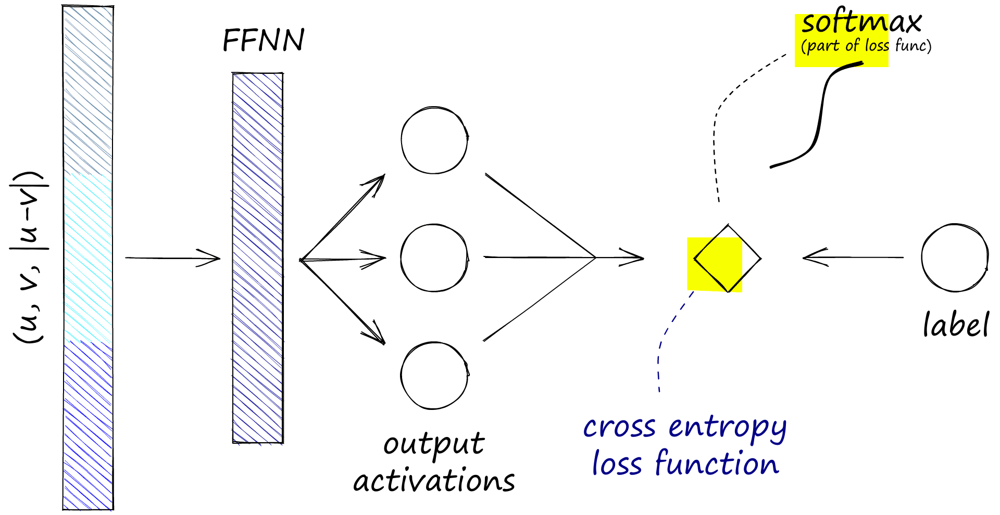 (u, v, |u-v|)
FFNN
output
activations
softmax
(part of loss func)
cross entropy
loss function
label